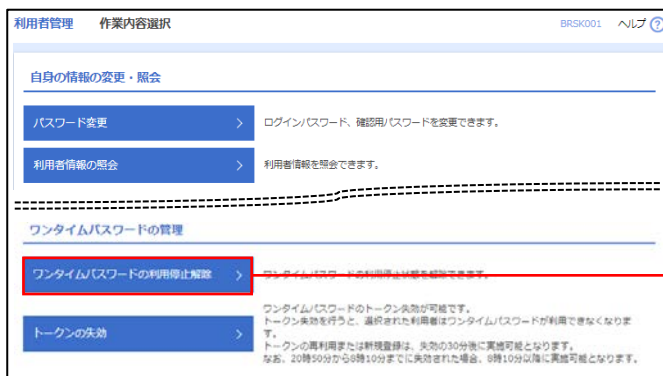 利用者管理 作業内容選択 BRSK001 ヘルプ ?
自身の情報の変更・照会
パスワード変更 > ログインパスワード、確認用パスワードを変更できます。
利用者情報の照会 > 利用者情報を照会できます。
ワンタイムパスワードの管理
ワンタイムパスワードの利用停止解除 > ワンタイムパスワードの利用停止状態を解除できます。
ワンタイムパスワードのトークン失効が可能です。
トークン失効を行うと、選択された利用者はワンタイムパスワードが利用できなくなりま
トークンの失効 > す。
トークンの再利用または新規登録は、失効の30分後に実施可能となります。
なお、20時50分から8時10分までに失効された場合、8時10分以降に実施可能となります。